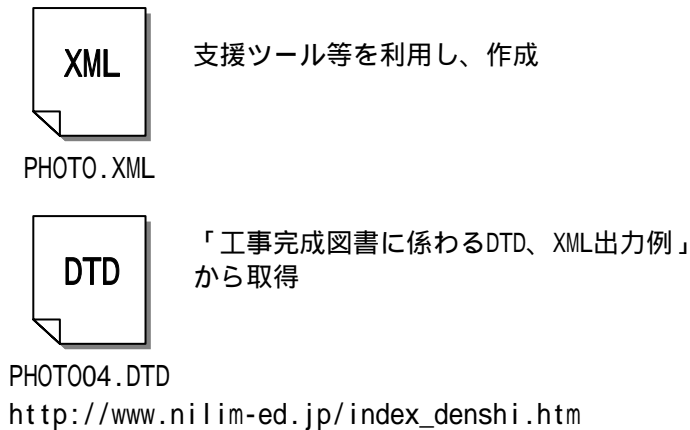 XML
支援ツール等を利用し、作成
PHOTO.XML
DTD
「工事完成図書に係わるDTD、XML出力例」
から取得
PHOTO04.DTD
http://www.nilim-ed.jp/index_denshi.htm